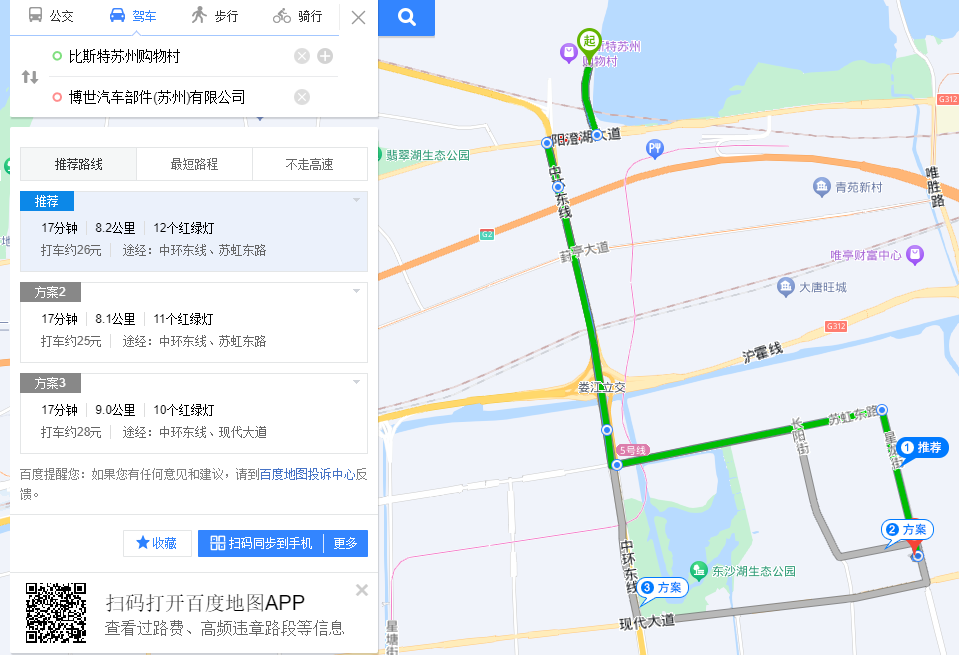 公交 驾车 步行 骑行
比斯特苏州购物村
博世汽车部件(苏州)有限公司
推荐路线 最短路程 不走高速
推荐
17分钟 8.2公里 12个红绿灯
打车约26元 途经：中环东线、苏虹东路
方案2
17分钟 8.1公里 11个红绿灯
打车约25元 途经：中环东线、苏虹东路
方案3
17分钟 9.0公里 10个红绿灯
打车约28元 途经：中环东线、现代大道
百度提醒您：如果您有任何意见和建议，请到百度地图投诉中心反
馈。
收藏 扫码同步到手机 更多
扫码打开百度地图APP
查看过路费、高频违章路段等信息
起
斯特苏州
购物村
G312
阳澄湖大道
翡翠湖生态公园
中环东线
青苑新村
唯胜路
G2
葑亭大道
唯亭财富中心
大唐旺城
G312
沪霍线
娄江立交
苏虹东路
长阳街
5号线
1 推荐
2 方案
中环东线
东沙湖生态公园
3 方案
现代大道
星塘街